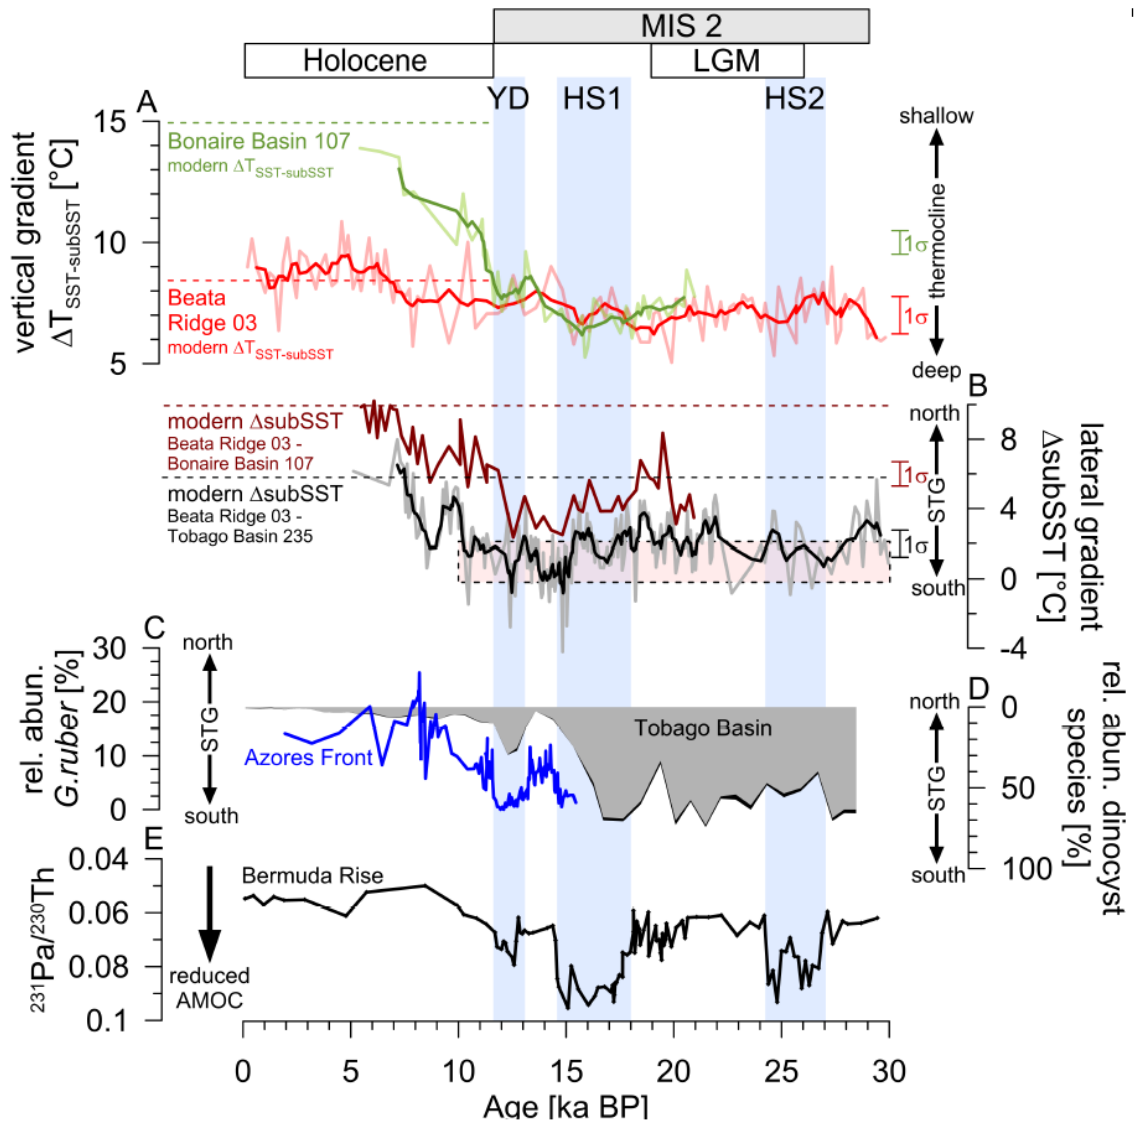 MIS 2
Holocene
LGM
YD
HS1
HS2
A
vertical gradient
ΔTSST-subSST [°C]
15
10
5
Bonaire Basin 107
modern ΔTSST-subSST
Beata
Ridge 03
modern ΔTSST-subSST
1σ
1σ
shallow
thermocline
deep
B
modern ΔsubSST
Beata Ridge 03 -
Bonaire Basin 107
modern ΔsubSST
Beata Ridge 03 -
Tobago Basin 235
1σ
1σ
north
STG
south
8
4
0
-4
lateral gradient
ΔsubSST [°C]
C
rel. abun.
G.ruber [%]
30
20
10
0
north
STG
south
Azores Front
Tobago Basin
D
north
STG
south
0
50
100
rel. abun. dinocyst
species [%]
E
231Pa/230Th
0.04
0.06
0.08
0.1
reduced
AMOC
Bermuda Rise
0 5 10 15 20 25 30
Age [ka BP]